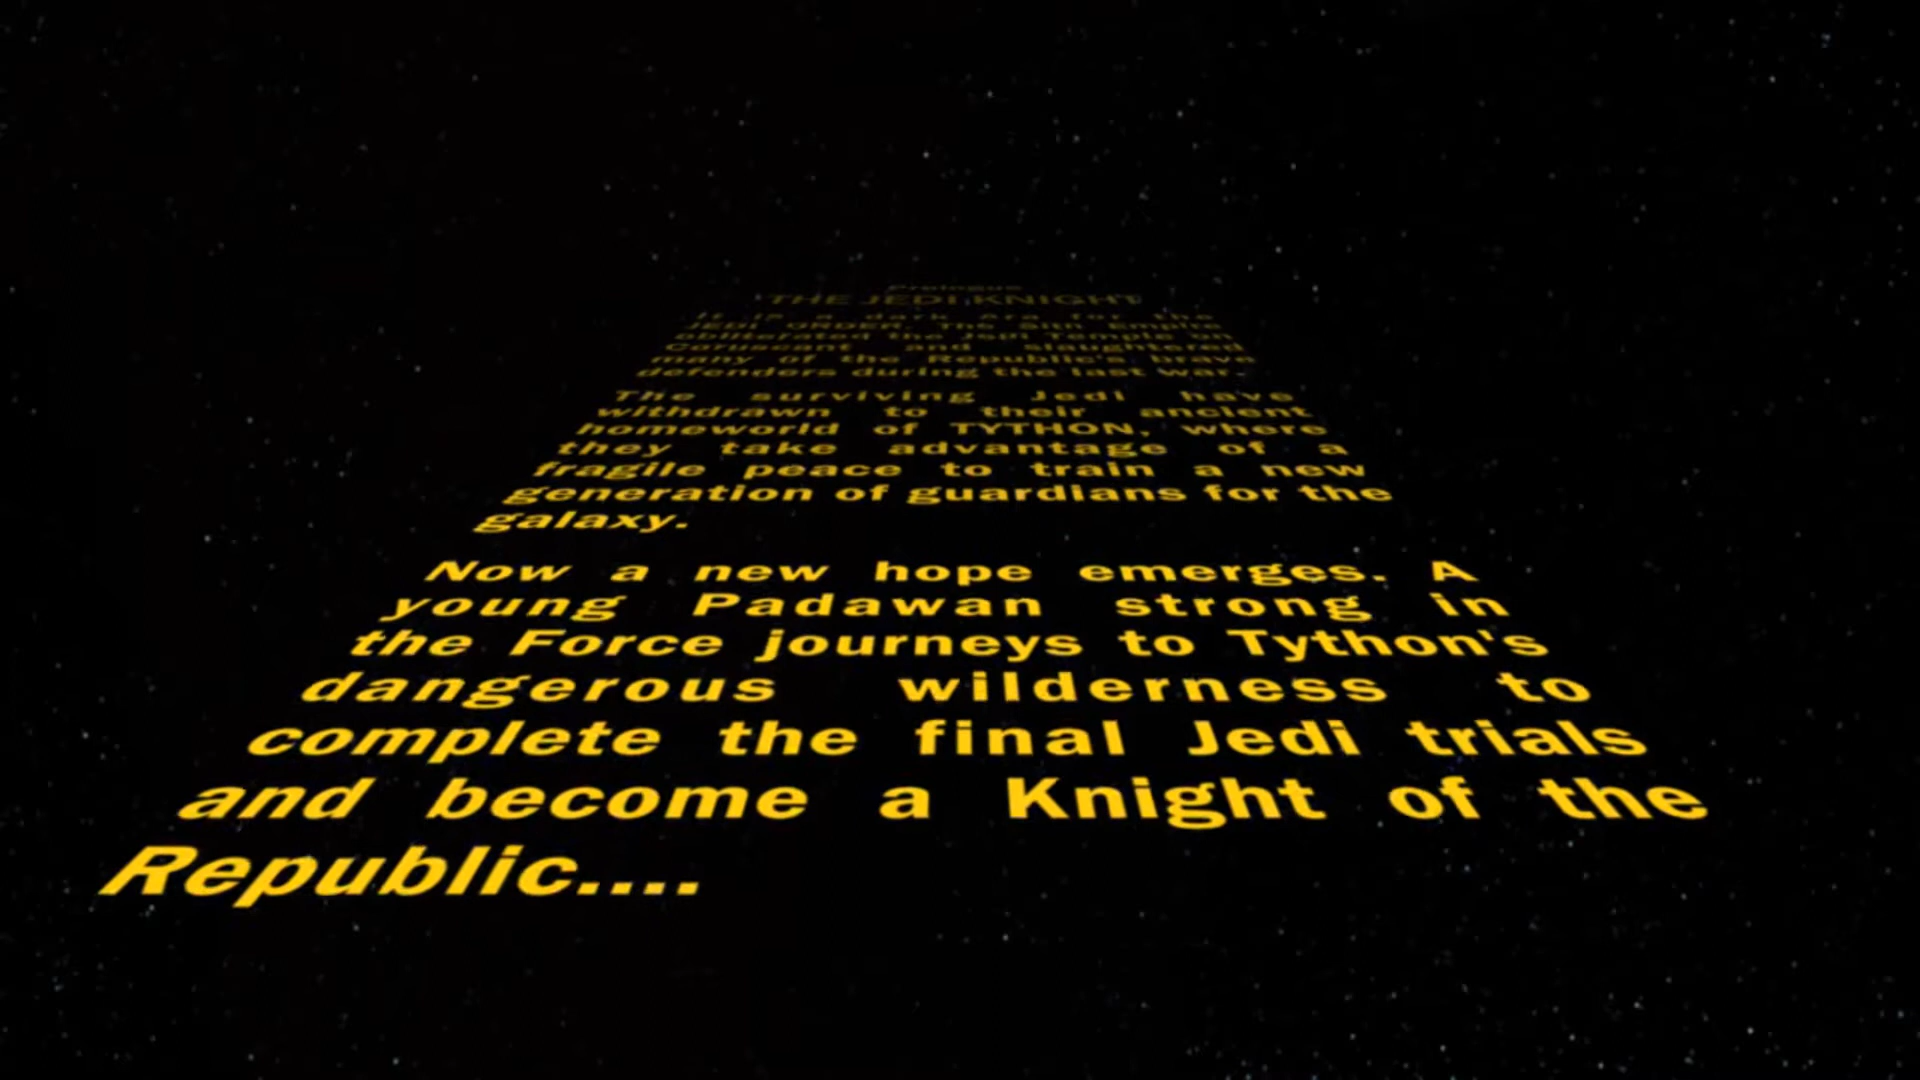 Prologue
THE JEDI KNIGHT
It is a dark Ara for the
JEDI ORDER. The Sith Empire
obliterated the Jedi Temple on
Coruscant and slaughtered
many of the Republic's brave
defenders during the last war.
The surviving Jedi have
withdrawn to their ancient
homeworld of TYTHON, where
they take advantage of a
fragile peace to train a new
generation of guardians for the
galaxy.
Now a new hope emerges. A
young Padawan strong in
the Force journeys to Tython's
dangerous wilderness to
complete the final Jedi trials
and become a Knight of the
Republic....